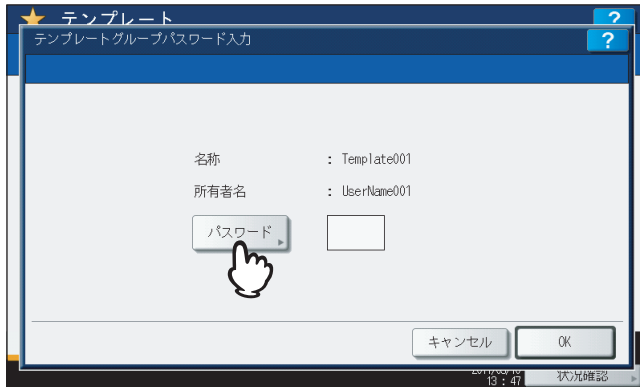 テンプレート ?
テンプレートグループパスワード入力 ?
名称 : Template001
所有者名 : UserName001
パスワード
キャンセル OK
13 : 47 状況確認